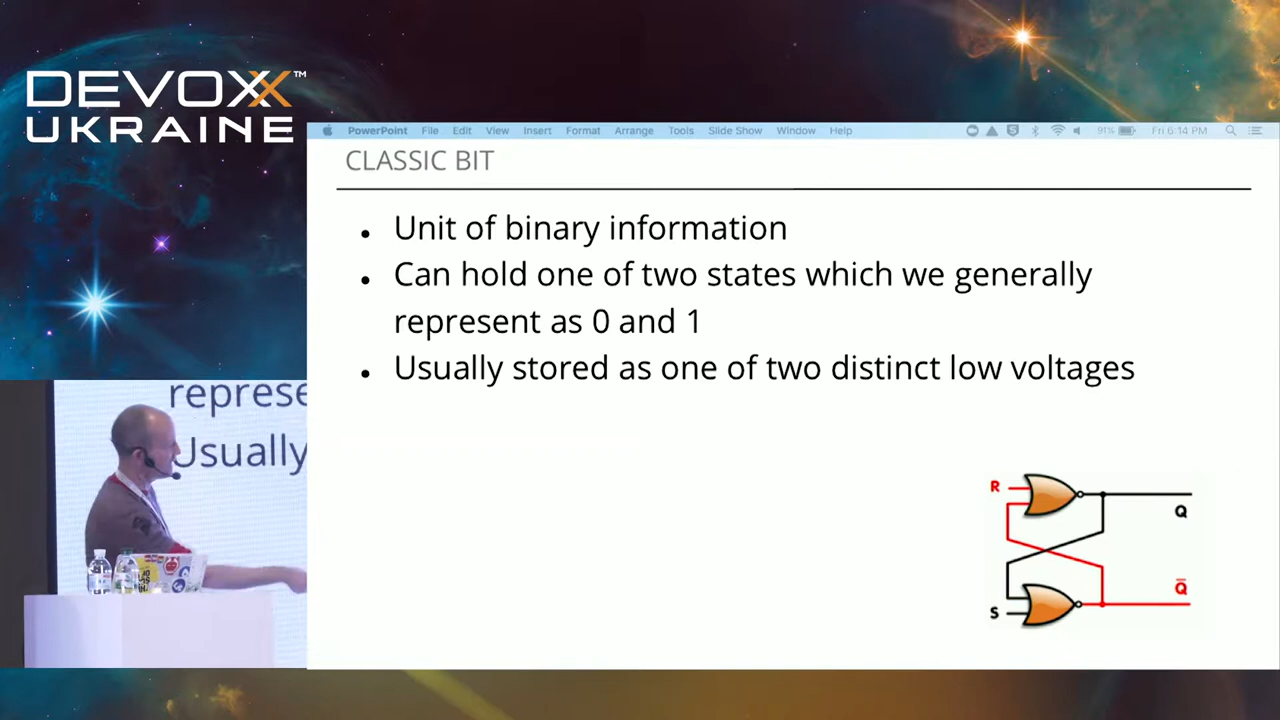 DEVOXX™
UKRAINE
PowerPoint File Edit View Insert Format Arrange Tools Slide Show Window Help 91% Fri 6:14 PM
CLASSIC BIT
• Unit of binary information
• Can hold one of two states which we generally
represent as 0 and 1
• Usually stored as one of two distinct low voltages
represe
Usually
R
Q
Q̅
S